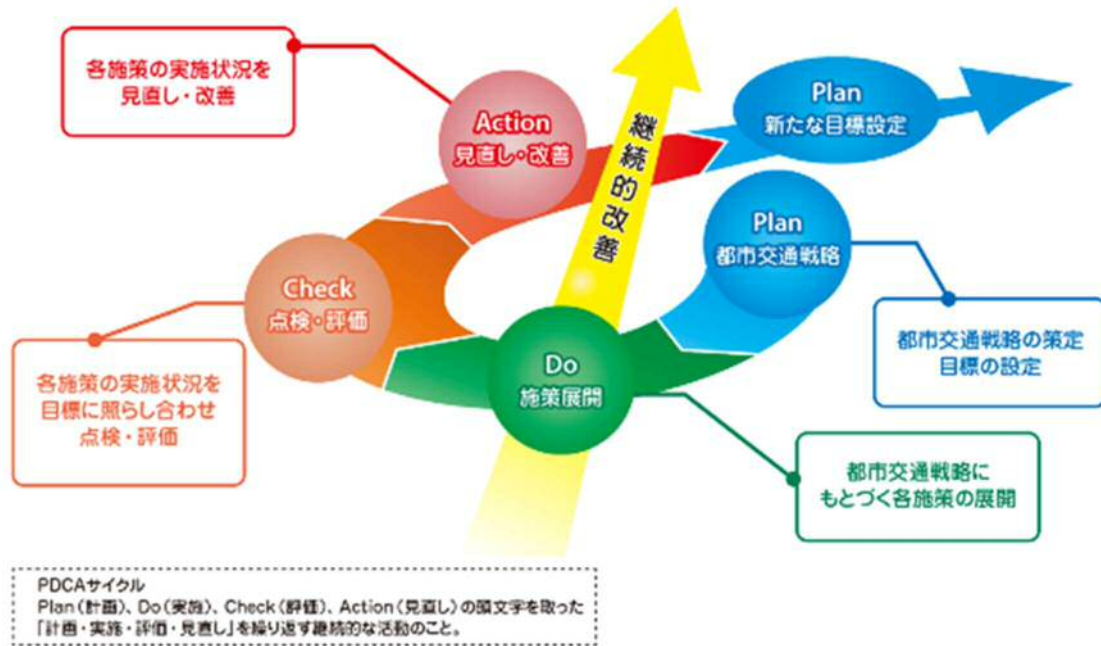 各施策の実施状況を
見直し・改善
Action
見直し・改善
継続的改善
Plan
新たな目標設定
Plan
都市交通戦略
Check
点検・評価
Do
施策展開
都市交通戦略の策定
目標の設定
各施策の実施状況を
目標に照らし合わせ
点検・評価
都市交通戦略に
もとづく各施策の展開
PDCAサイクル
Plan(計画)、Do(実施)、Check(評価)、Action(見直し)の頭文字を取った
「計画・実施・評価・見直し」を繰り返す継続的な活動のこと。